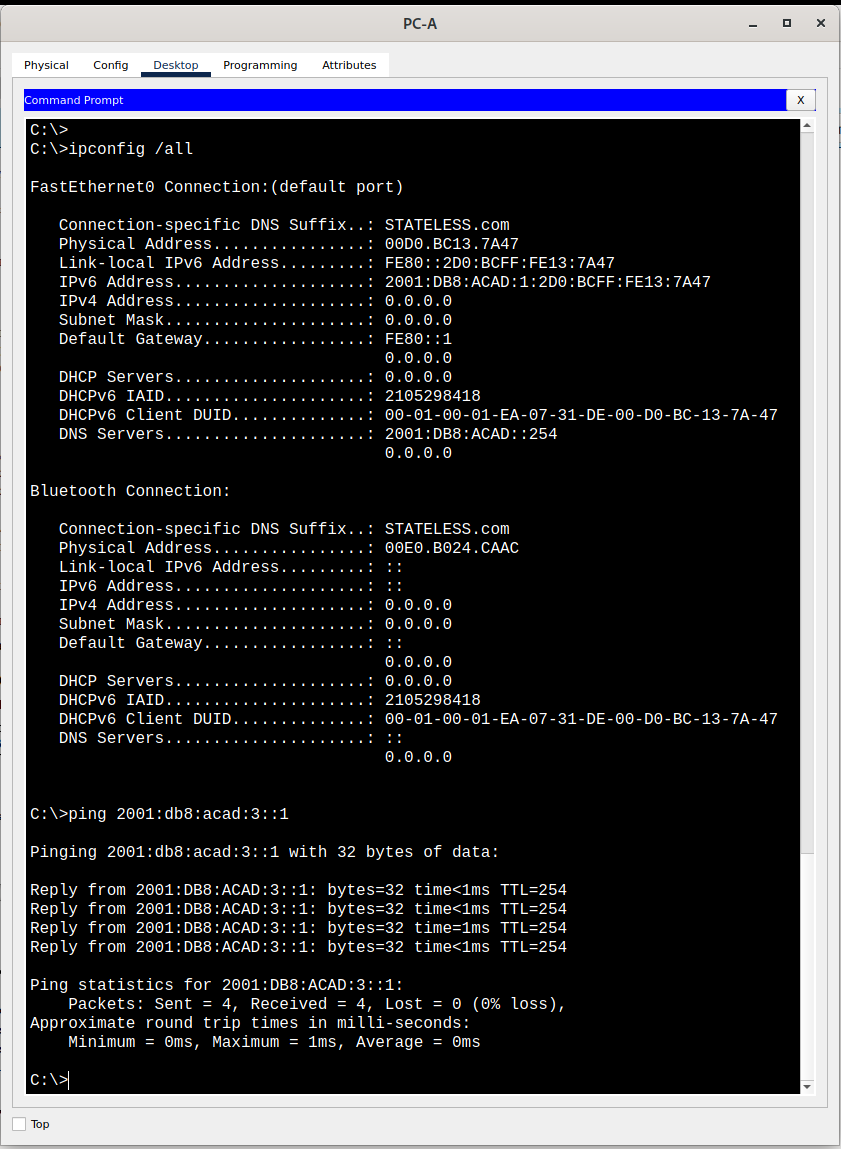 PC-A
Physical Config Desktop Programming Attributes
Command Prompt X
C:\>
C:\>ipconfig /all
FastEthernet0 Connection:(default port)
Connection-specific DNS Suffix..: STATELESS.com
Physical Address................: 00D0.BC13.7A47
Link-local IPv6 Address.........: FE80::2D0:BCFF:FE13:7A47
IPv6 Address....................: 2001:DB8:ACAD:1:2D0:BCFF:FE13:7A47
IPv4 Address....................: 0.0.0.0
Subnet Mask.....................: 0.0.0.0
Default Gateway.................: FE80::1
0.0.0.0
DHCP Servers....................: 0.0.0.0
DHCPv6 IAID.....................: 2105298418
DHCPv6 Client DUID..............: 00-01-00-01-EA-07-31-DE-00-D0-BC-13-7A-47
DNS Servers.....................: 2001:DB8:ACAD::254
0.0.0.0
Bluetooth Connection:
Connection-specific DNS Suffix..: STATELESS.com
Physical Address................: 00E0.B024.CAAC
Link-local IPv6 Address.........: ::
IPv6 Address....................: ::
IPv4 Address....................: 0.0.0.0
Subnet Mask.....................: 0.0.0.0
Default Gateway.................: ::
0.0.0.0
DHCP Servers....................: 0.0.0.0
DHCPv6 IAID.....................: 2105298418
DHCPv6 Client DUID..............: 00-01-00-01-EA-07-31-DE-00-D0-BC-13-7A-47
DNS Servers.....................: ::
0.0.0.0
C:\>ping 2001:db8:acad:3::1
Pinging 2001:db8:acad:3::1 with 32 bytes of data:
Reply from 2001:DB8:ACAD:3::1: bytes=32 time<1ms TTL=254
Reply from 2001:DB8:ACAD:3::1: bytes=32 time<1ms TTL=254
Reply from 2001:DB8:ACAD:3::1: bytes=32 time=1ms TTL=254
Reply from 2001:DB8:ACAD:3::1: bytes=32 time<1ms TTL=254
Ping statistics for 2001:DB8:ACAD:3::1:
Packets: Sent = 4, Received = 4, Lost = 0 (0% loss),
Approximate round trip times in milli-seconds:
Minimum = 0ms, Maximum = 1ms, Average = 0ms
C:\>
Top